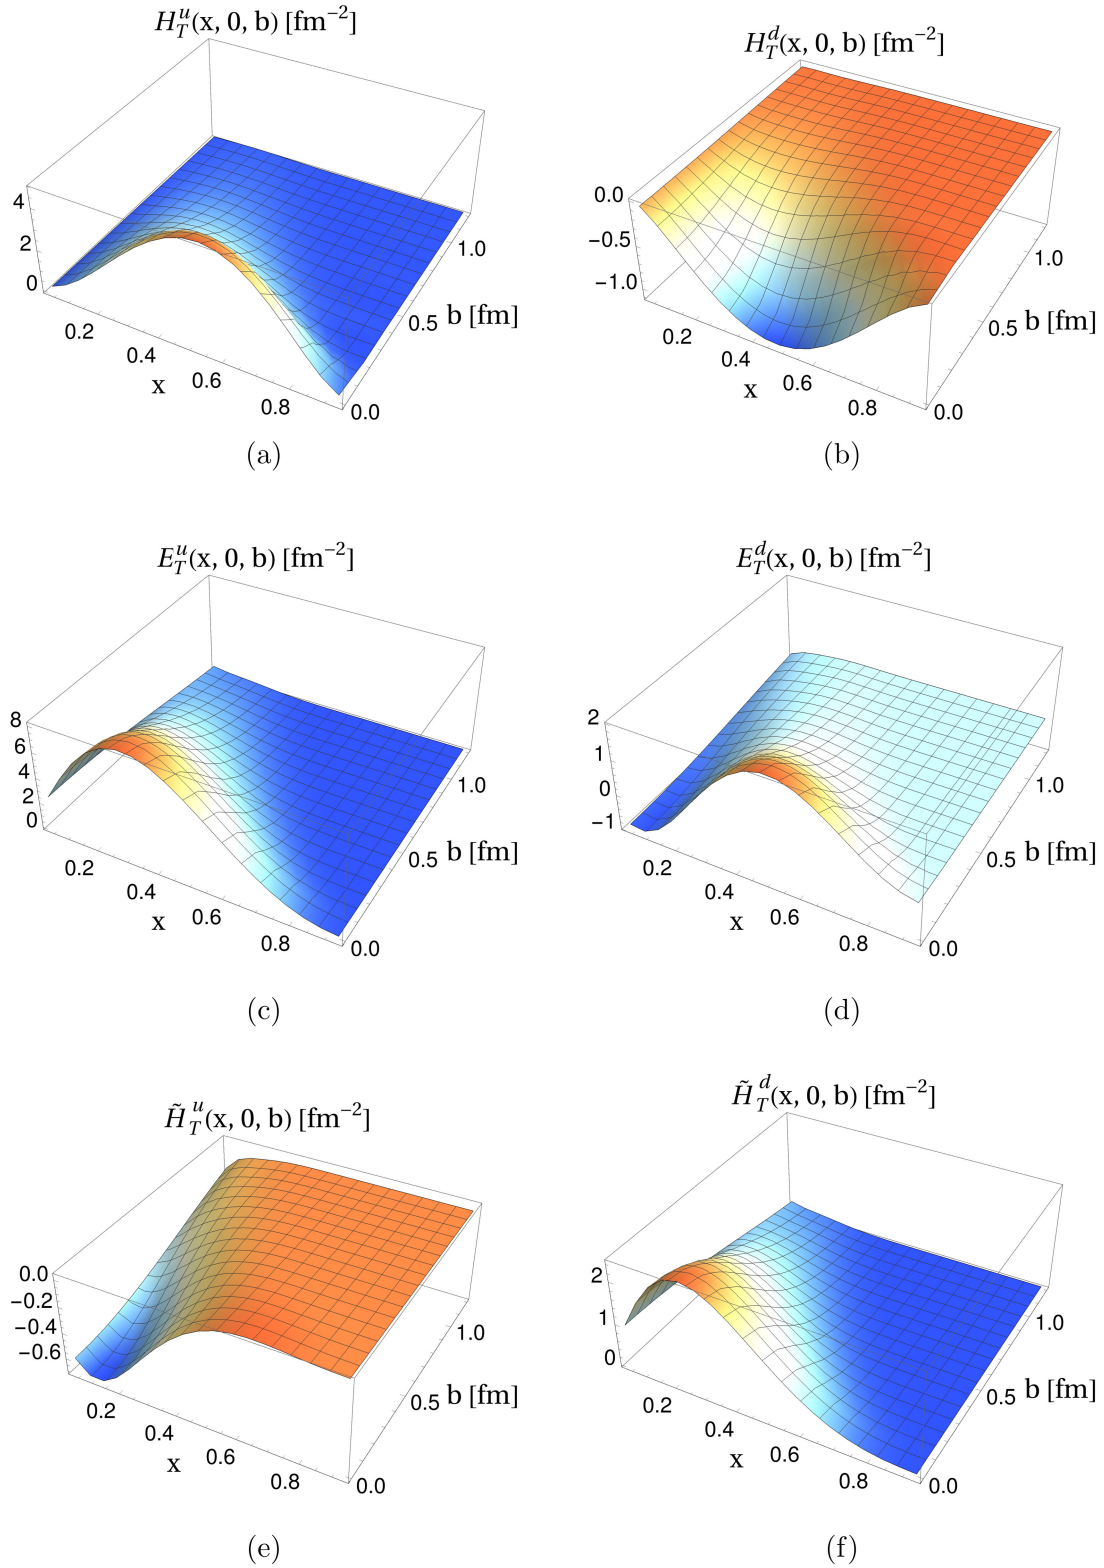 H_T^u(x, 0, b) [fm⁻²]
4
2
0
0.2
0.4
0.6
0.8
x
0.0
0.5
1.0
b [fm]
(a)
H_T^d(x, 0, b) [fm⁻²]
0.0
−0.5
−1.0
0.2
0.4
0.6
0.8
x
0.0
0.5
1.0
b [fm]
(b)
E_T^u(x, 0, b) [fm⁻²]
8
6
4
2
0
0.2
0.4
0.6
0.8
x
0.0
0.5
1.0
b [fm]
(c)
E_T^d(x, 0, b) [fm⁻²]
2
1
0
−1
0.2
0.4
0.6
0.8
x
0.0
0.5
1.0
b [fm]
(d)
H̃_T^u(x, 0, b) [fm⁻²]
0.0
−0.2
−0.4
−0.6
0.2
0.4
0.6
0.8
x
0.0
0.5
1.0
b [fm]
(e)
H̃_T^d(x, 0, b) [fm⁻²]
2
1
0
0.2
0.4
0.6
0.8
x
0.0
0.5
1.0
b [fm]
(f)